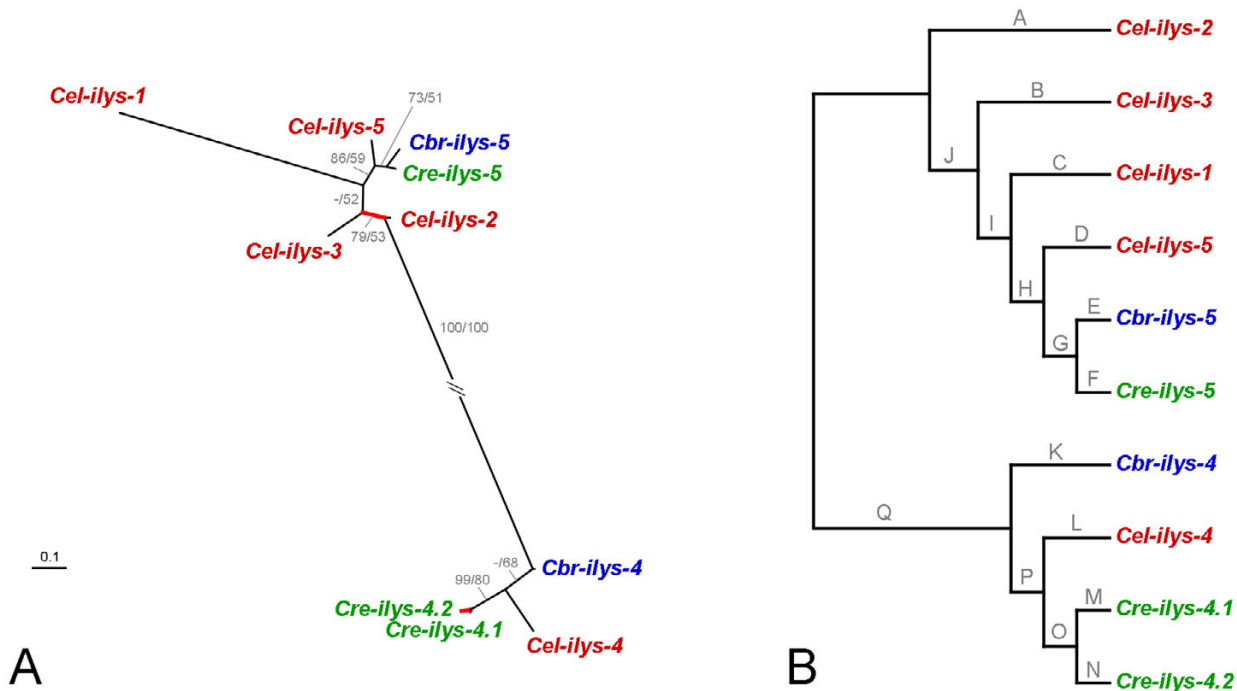 Cel-ilys-1
73/51
Cel-ilys-5
Cbr-ilys-5
86/59
Cre-ilys-5
-/52
Cel-ilys-2
79/53
Cel-ilys-3
100/100
0.1
-/68
Cbr-ilys-4
99/80
Cre-ilys-4.2
Cre-ilys-4.1
Cel-ilys-4
A
A
Cel-ilys-2
B
Cel-ilys-3
J
C
Cel-ilys-1
I
D
Cel-ilys-5
H
E
Cbr-ilys-5
G
F
Cre-ilys-5
K
Cbr-ilys-4
Q
L
Cel-ilys-4
P
M
Cre-ilys-4.1
O
N
Cre-ilys-4.2
B